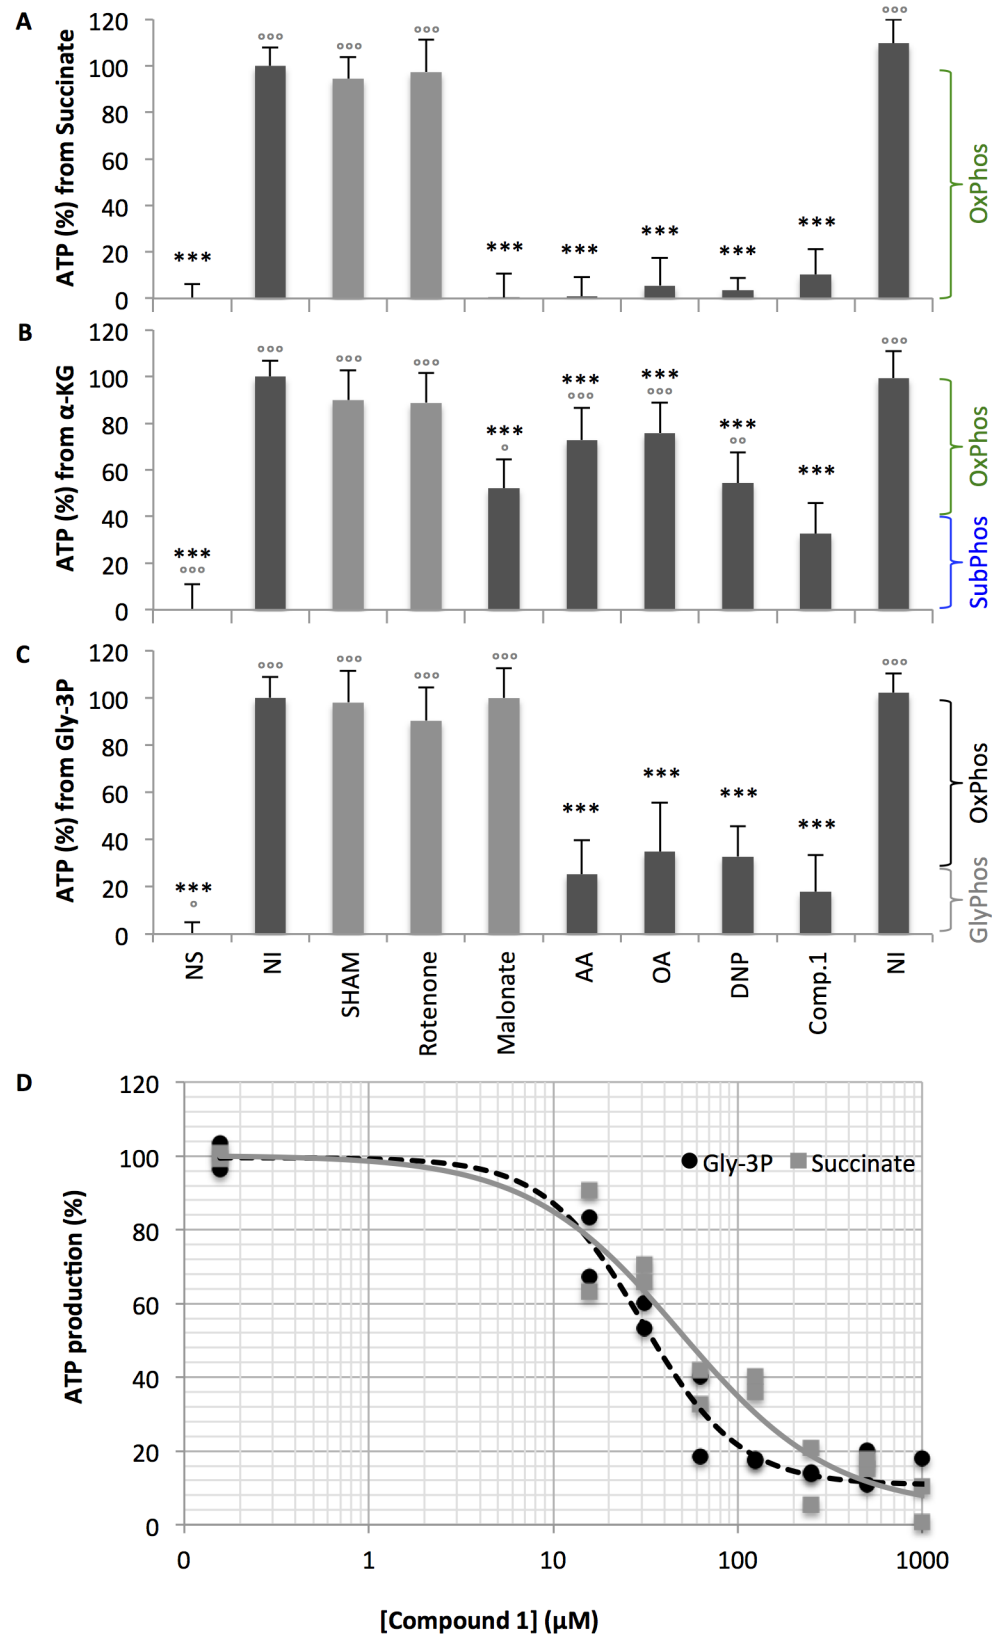 A
ATP (%) from Succinate
120
100
80
60
40
20
0
***
°°°
°°°
°°°
***
***
***
***
***
°°°
OxPhos
B
ATP (%) from α-KG
120
100
80
60
40
20
0
***
°°°
°°°
°°°
°°°
***
°
***
°°°
***
°°°
***
°°
***
°°°
OxPhos
SubPhos
C
ATP (%) from Gly-3P
120
100
80
60
40
20
0
***
°
°°°
°°°
°°°
°°°
***
***
***
***
°°°
OxPhos
GlyPhos
NS
NI
SHAM
Rotenone
Malonate
AA
OA
DNP
Comp.1
NI
D
ATP production (%)
120
100
80
60
40
20
0
Gly-3P
Succinate
0
1
10
100
1000
[Compound 1] (μM)